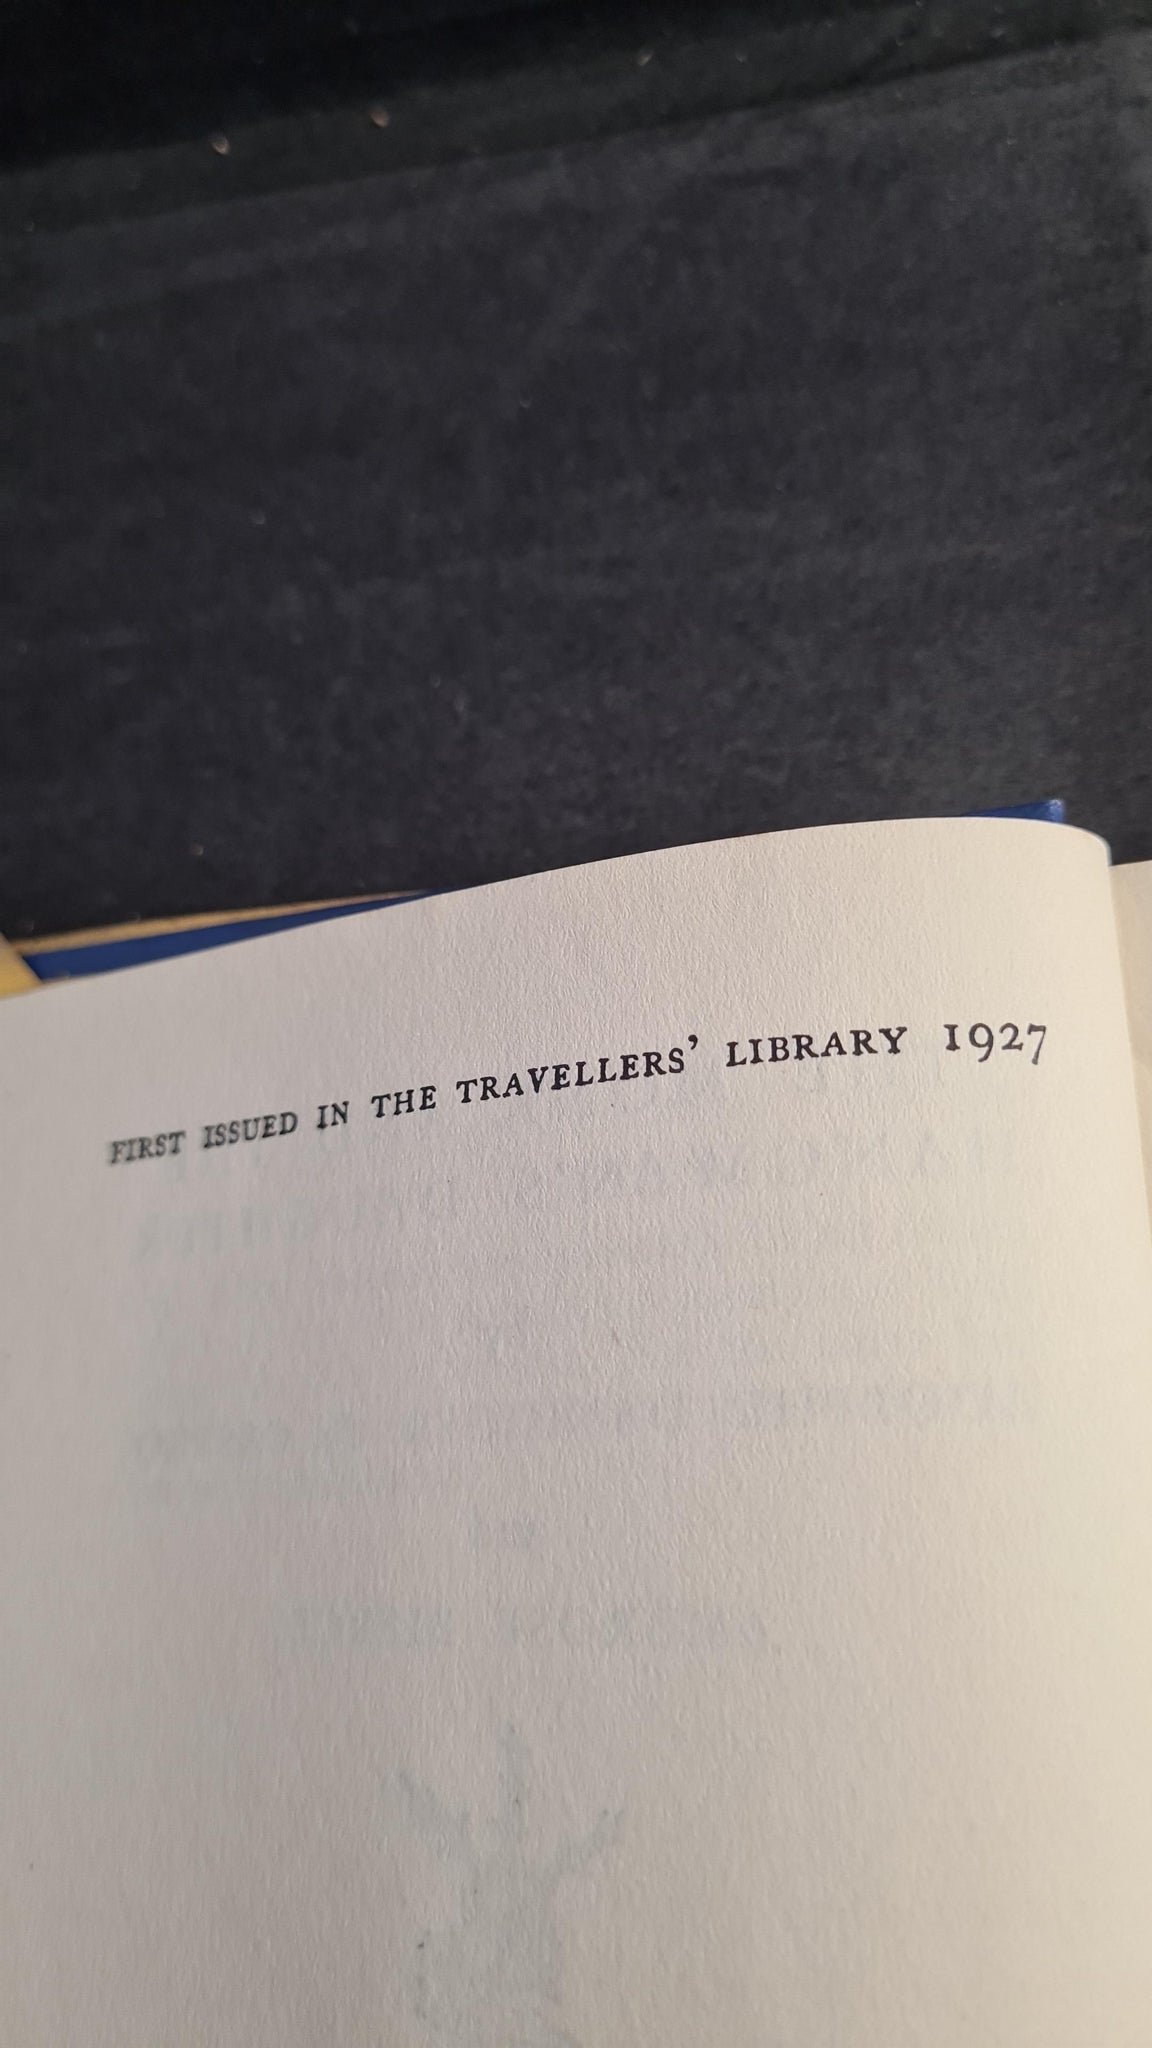 FIRST ISSUED IN THE TRAVELLERS' LIBRARY 1927